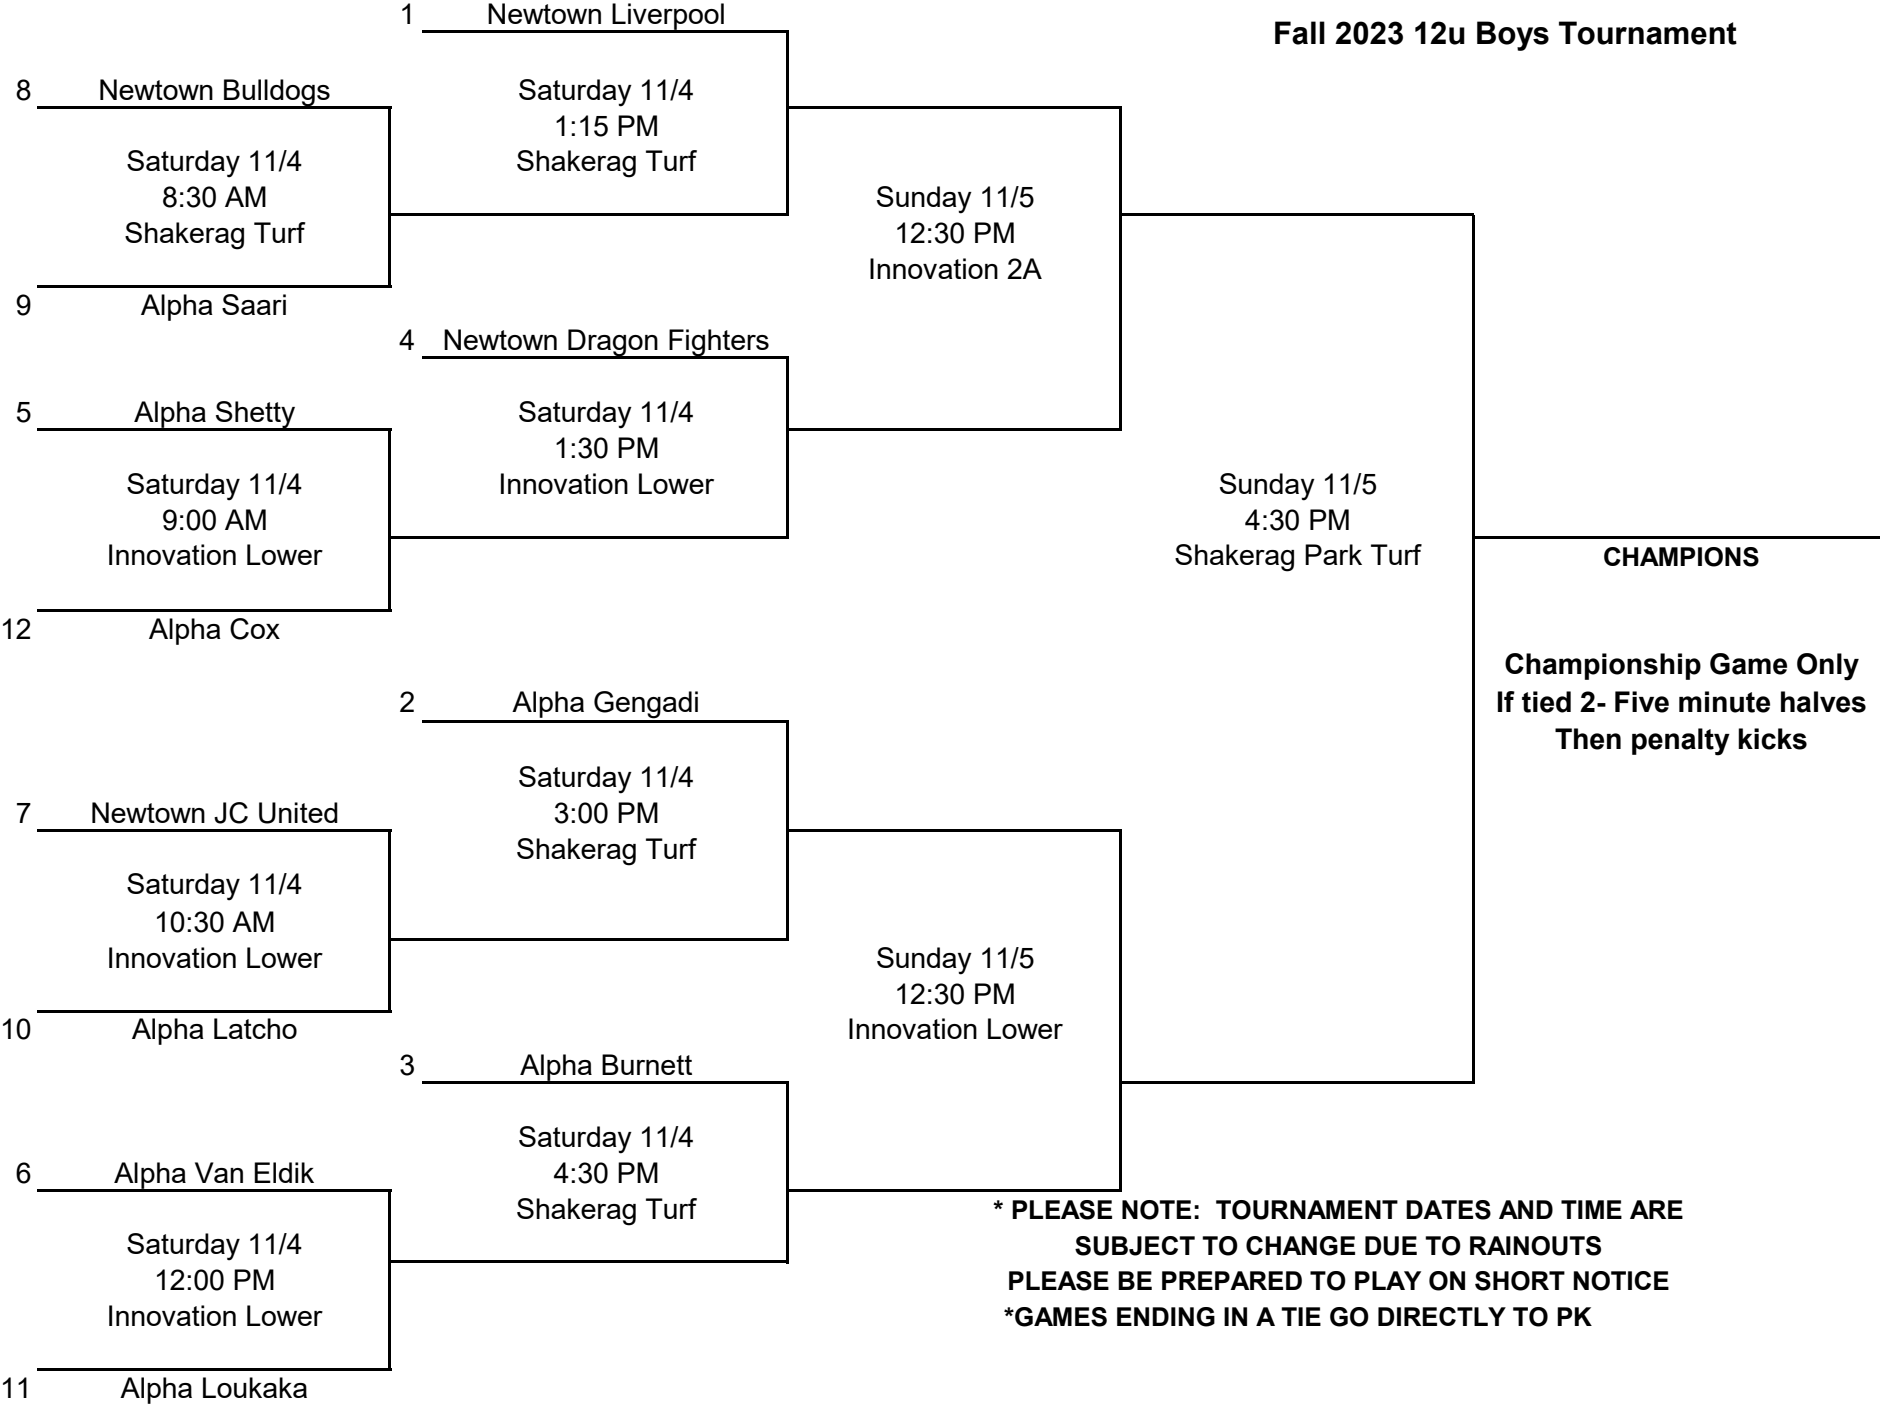 1 Newtown Liverpool
Fall 2023 12u Boys Tournament
8 Newtown Bulldogs
Saturday 11/4
1:15 PM
Shakerag Turf
Saturday 11/4
8:30 AM
Shakerag Turf
Sunday 11/5
12:30 PM
Innovation 2A
9 Alpha Saari
4 Newtown Dragon Fighters
5 Alpha Shetty
Saturday 11/4
1:30 PM
Innovation Lower
Saturday 11/4
9:00 AM
Innovation Lower
Sunday 11/5
4:30 PM
Shakerag Park Turf
CHAMPIONS
12 Alpha Cox
Championship Game Only
If tied 2- Five minute halves
Then penalty kicks
2 Alpha Gengadi
Saturday 11/4
3:00 PM
Shakerag Turf
7 Newtown JC United
Saturday 11/4
10:30 AM
Innovation Lower
Sunday 11/5
12:30 PM
Innovation Lower
10 Alpha Latcho
3 Alpha Burnett
Saturday 11/4
4:30 PM
Shakerag Turf
6 Alpha Van Eldik
Saturday 11/4
12:00 PM
Innovation Lower
11 Alpha Loukaka
* PLEASE NOTE: TOURNAMENT DATES AND TIME ARE
SUBJECT TO CHANGE DUE TO RAINOUTS
PLEASE BE PREPARED TO PLAY ON SHORT NOTICE
*GAMES ENDING IN A TIE GO DIRECTLY TO PK